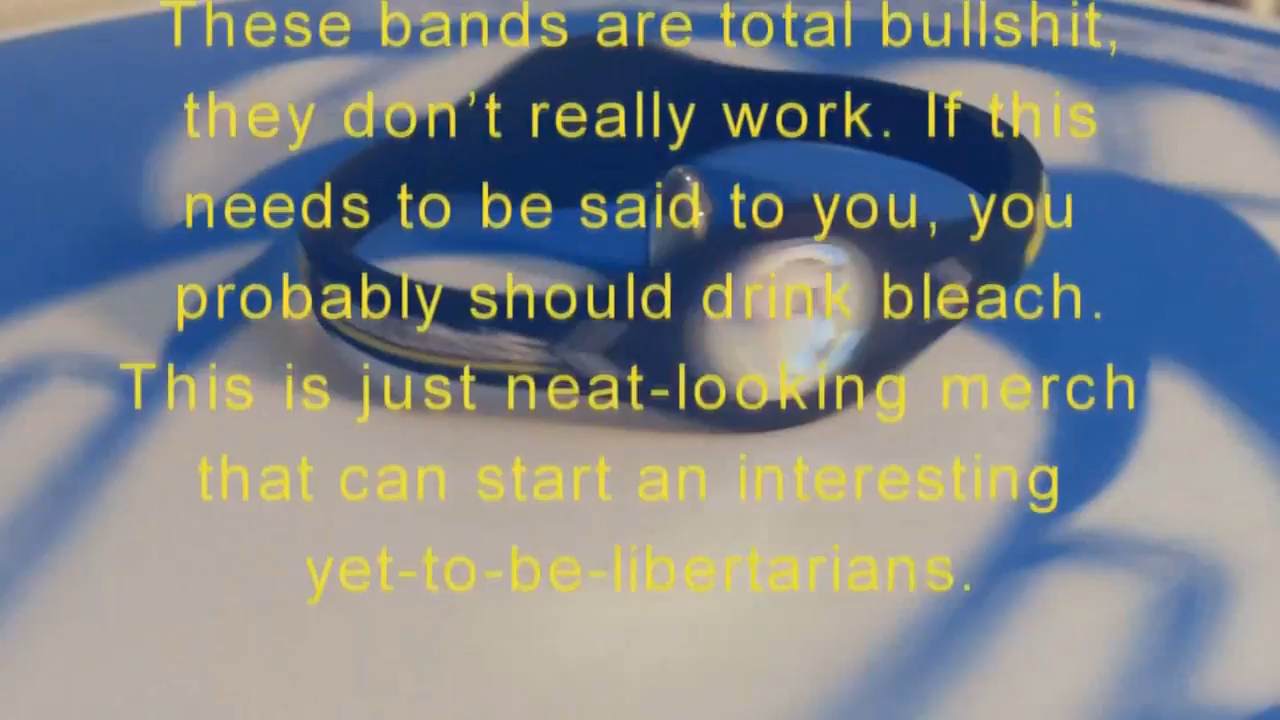 These bands are total bullshit,
they don’t really work. If this
needs to be said to you, you
probably should drink bleach.
This is just neat-looking merch
that can start an interesting
yet-to-be-libertarians.